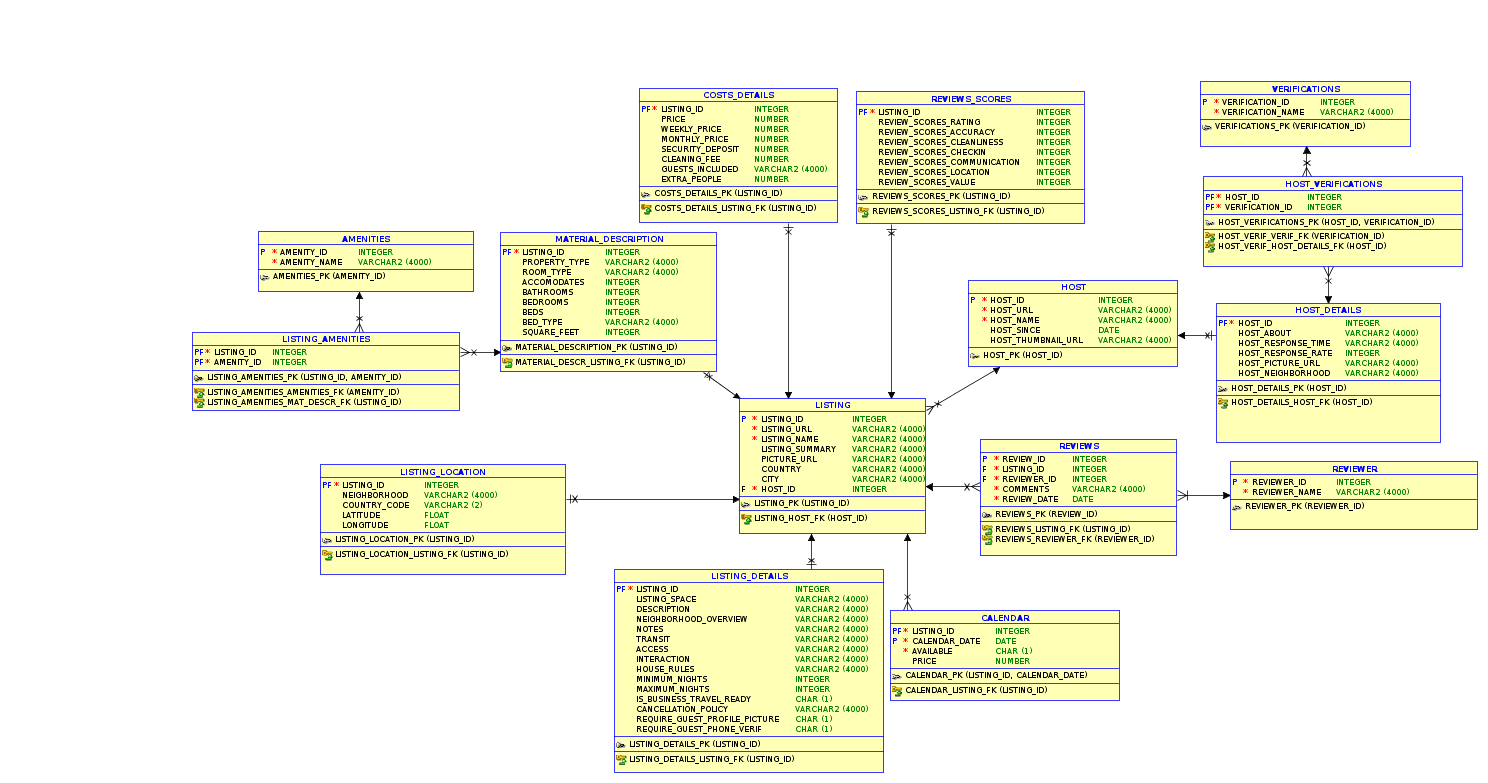 COSTS_DETAILS
PF * LISTING_ID INTEGER
PRICE NUMBER
WEEKLY_PRICE NUMBER
MONTHLY_PRICE NUMBER
SECURITY_DEPOSIT NUMBER
CLEANING_FEE NUMBER
GUESTS_INCLUDED VARCHAR2 (4000)
EXTRA_PEOPLE NUMBER
COSTS_DETAILS_PK (LISTING_ID)
COSTS_DETAILS_LISTING_FK (LISTING_ID)
REVIEWS_SCORES
PF * LISTING_ID INTEGER
REVIEW_SCORES_RATING INTEGER
REVIEW_SCORES_ACCURACY INTEGER
REVIEW_SCORES_CLEANLINESS INTEGER
REVIEW_SCORES_CHECKIN INTEGER
REVIEW_SCORES_COMMUNICATION INTEGER
REVIEW_SCORES_LOCATION INTEGER
REVIEW_SCORES_VALUE INTEGER
REVIEWS_SCORES_PK (LISTING_ID)
REVIEWS_SCORES_LISTING_FK (LISTING_ID)
VERIFICATIONS
P * VERIFICATION_ID INTEGER
* VERIFICATION_NAME VARCHAR2 (4000)
VERIFICATIONS_PK (VERIFICATION_ID)
HOST_VERIFICATIONS
PF * HOST_ID INTEGER
PF * VERIFICATION_ID INTEGER
HOST_VERIFICATIONS_PK (HOST_ID, VERIFICATION_ID)
HOST_VERIF_VERIF_FK (VERIFICATION_ID)
HOST_VERIF_HOST_DETAILS_FK (HOST_ID)
AMENITIES
P * AMENITY_ID INTEGER
* AMENITY_NAME VARCHAR2 (4000)
AMENITIES_PK (AMENITY_ID)
MATERIAL_DESCRIPTION
PF * LISTING_ID INTEGER
PROPERTY_TYPE VARCHAR2 (4000)
ROOM_TYPE VARCHAR2 (4000)
ACCOMODATES INTEGER
BATHROOMS INTEGER
BEDROOMS INTEGER
BEDS INTEGER
BED_TYPE VARCHAR2 (4000)
SQUARE_FEET INTEGER
MATERIAL_DESCRIPTION_PK (LISTING_ID)
MATERIAL_DESCR_LISTING_FK (LISTING_ID)
HOST
P * HOST_ID INTEGER
* HOST_URL VARCHAR2 (4000)
* HOST_NAME VARCHAR2 (4000)
HOST_SINCE DATE
HOST_THUMBNAIL_URL VARCHAR2 (4000)
HOST_PK (HOST_ID)
HOST_DETAILS
PF * HOST_ID INTEGER
HOST_ABOUT VARCHAR2 (4000)
HOST_RESPONSE_TIME VARCHAR2 (4000)
HOST_RESPONSE_RATE INTEGER
HOST_PICTURE_URL VARCHAR2 (4000)
HOST_NEIGHBORHOOD VARCHAR2 (4000)
HOST_DETAILS_PK (HOST_ID)
HOST_DETAILS_HOST_FK (HOST_ID)
LISTING_AMENITIES
PF * LISTING_ID INTEGER
PF * AMENITY_ID INTEGER
LISTING_AMENITIES_PK (LISTING_ID, AMENITY_ID)
LISTING_AMENITIES_AMENITIES_FK (AMENITY_ID)
LISTING_AMENITIES_MAT_DESCR_FK (LISTING_ID)
LISTING
P * LISTING_ID INTEGER
* LISTING_URL VARCHAR2 (4000)
* LISTING_NAME VARCHAR2 (4000)
LISTING_SUMMARY VARCHAR2 (4000)
PICTURE_URL VARCHAR2 (4000)
COUNTRY VARCHAR2 (4000)
CITY VARCHAR2 (4000)
F * HOST_ID INTEGER
LISTING_PK (LISTING_ID)
LISTING_HOST_FK (HOST_ID)
REVIEWS
P * REVIEW_ID INTEGER
F * LISTING_ID INTEGER
F * REVIEWER_ID INTEGER
* COMMENTS VARCHAR2 (4000)
* REVIEW_DATE DATE
REVIEWS_PK (REVIEW_ID)
REVIEWS_LISTING_FK (LISTING_ID)
REVIEWS_REVIEWER_FK (REVIEWER_ID)
REVIEWER
P * REVIEWER_ID INTEGER
* REVIEWER_NAME VARCHAR2 (4000)
REVIEWER_PK (REVIEWER_ID)
LISTING_LOCATION
PF * LISTING_ID INTEGER
NEIGHBORHOOD VARCHAR2 (4000)
COUNTRY_CODE VARCHAR2 (2)
LATITUDE FLOAT
LONGITUDE FLOAT
LISTING_LOCATION_PK (LISTING_ID)
LISTING_LOCATION_LISTING_FK (LISTING_ID)
LISTING_DETAILS
PF * LISTING_ID INTEGER
LISTING_SPACE VARCHAR2 (4000)
DESCRIPTION VARCHAR2 (4000)
NEIGHBORHOOD_OVERVIEW VARCHAR2 (4000)
NOTES VARCHAR2 (4000)
TRANSIT VARCHAR2 (4000)
ACCESS VARCHAR2 (4000)
INTERACTION VARCHAR2 (4000)
HOUSE_RULES VARCHAR2 (4000)
MINIMUM_NIGHTS INTEGER
MAXIMUM_NIGHTS INTEGER
IS_BUSINESS_TRAVEL_READY CHAR (1)
CANCELLATION_POLICY VARCHAR2 (4000)
REQUIRE_GUEST_PROFILE_PICTURE CHAR (1)
REQUIRE_GUEST_PHONE_VERIF CHAR (1)
LISTING_DETAILS_PK (LISTING_ID)
LISTING_DETAILS_LISTING_FK (LISTING_ID)
CALENDAR
PF * LISTING_ID INTEGER
P * CALENDAR_DATE DATE
* AVAILABLE CHAR (1)
PRICE NUMBER
CALENDAR_PK (LISTING_ID, CALENDAR_DATE)
CALENDAR_LISTING_FK (LISTING_ID)